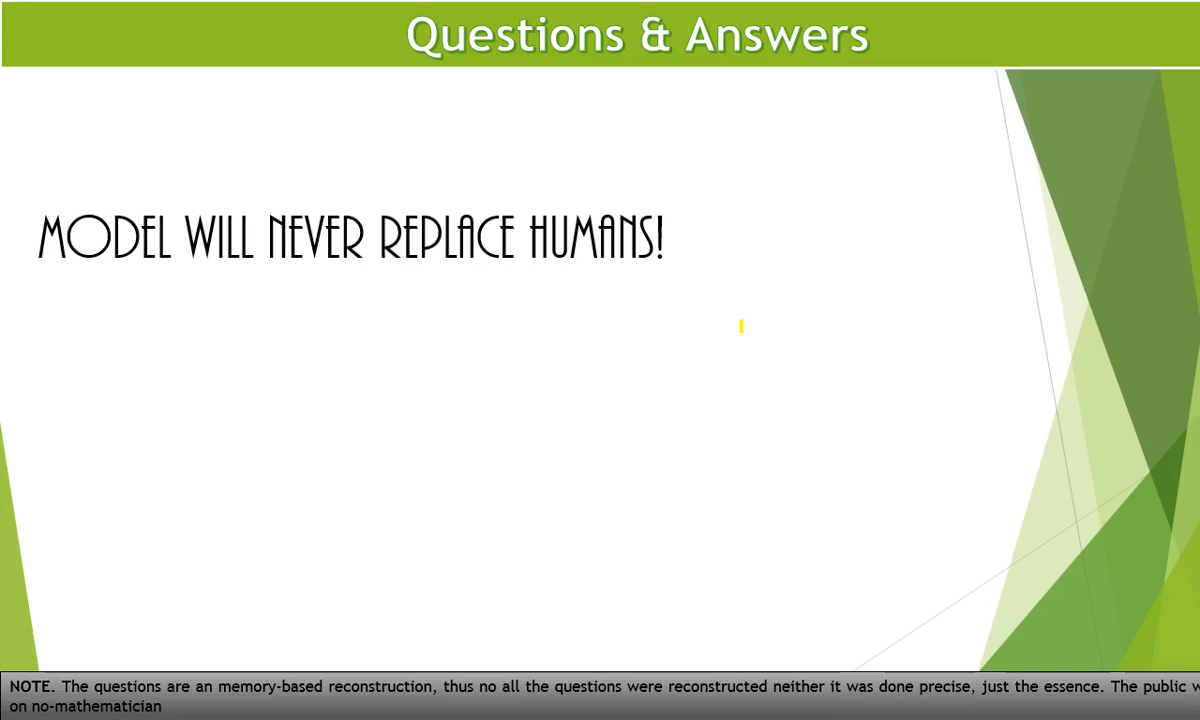 Questions & Answers
MODEL WILL NEVER REPLACE HUMANS!
NOTE. The questions are an memory-based reconstruction, thus no all the questions were reconstructed neither it was done precise, just the essence. The public
on no-mathematician